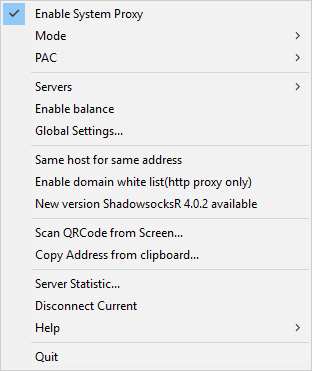 Enable System Proxy
Mode
PAC
Servers
Enable balance
Global Settings...
Same host for same address
Enable domain white list(http proxy only)
New version ShadowsocksR 4.0.2 available
Scan QRCode from Screen...
Copy Address from clipboard...
Server Statistic...
Disconnect Current
Help
Quit